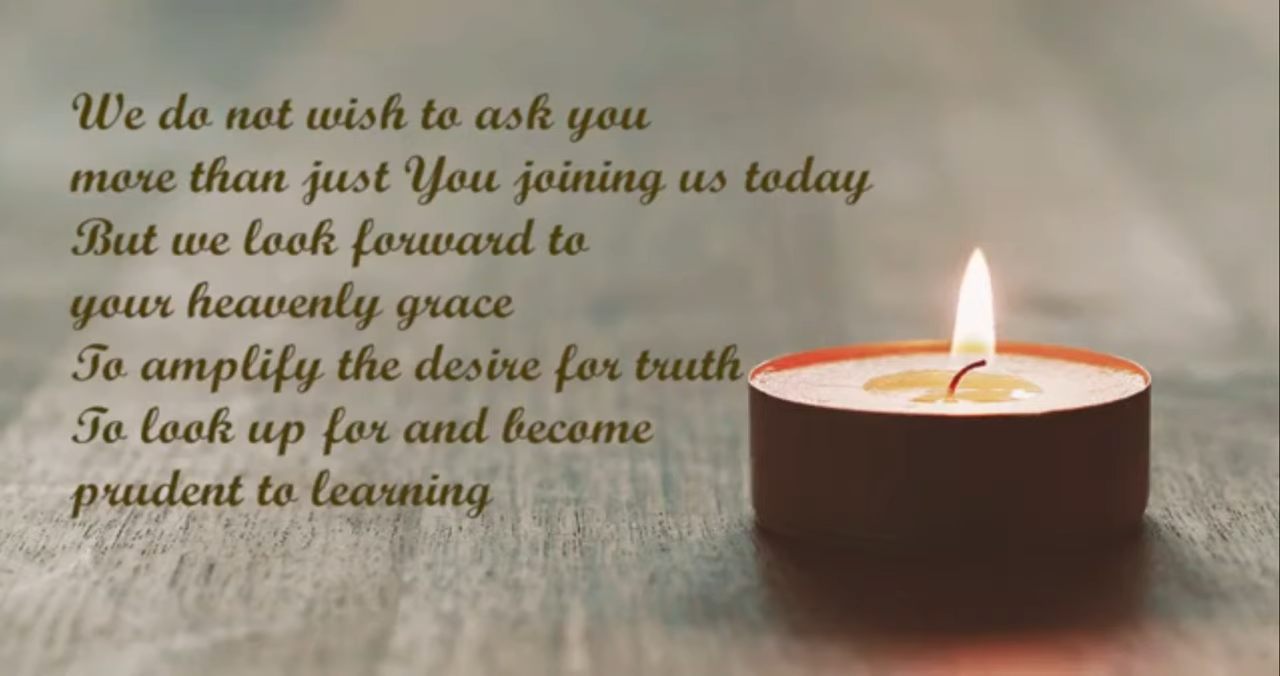 We do not wish to ask you
more than just You joining us today
But we look forward to
your heavenly grace
To amplify the desire for truth
To look up for and become
prudent to learning